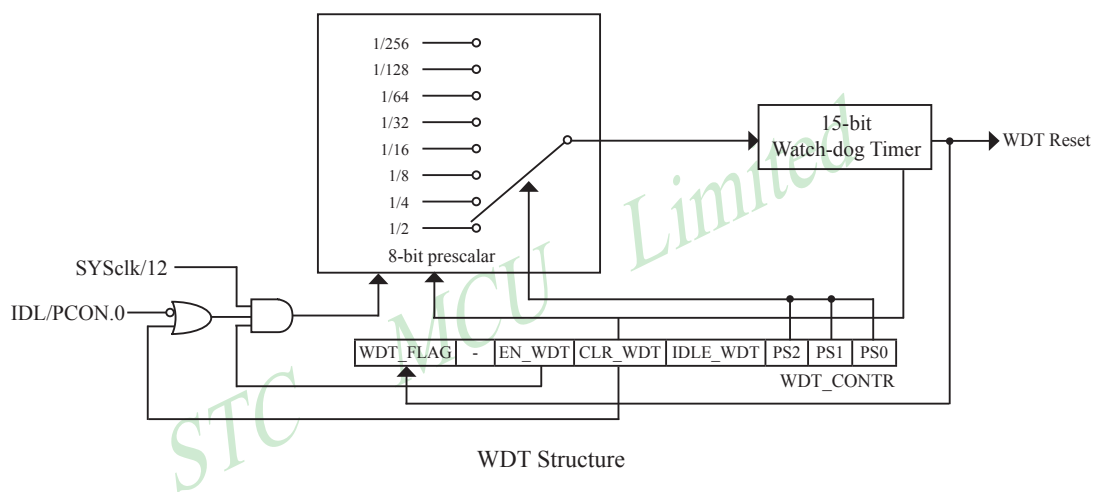 1/256
1/128
1/64
1/32
1/16
1/8
1/4
1/2
8-bit prescalar
15-bit
Watch-dog Timer
WDT Reset
SYSclk/12
IDL/PCON.0
WDT_FLAG - EN_WDT CLR_WDT IDLE_WDT PS2 PS1 PS0
WDT_CONTR
STC MCU Limited
WDT Structure